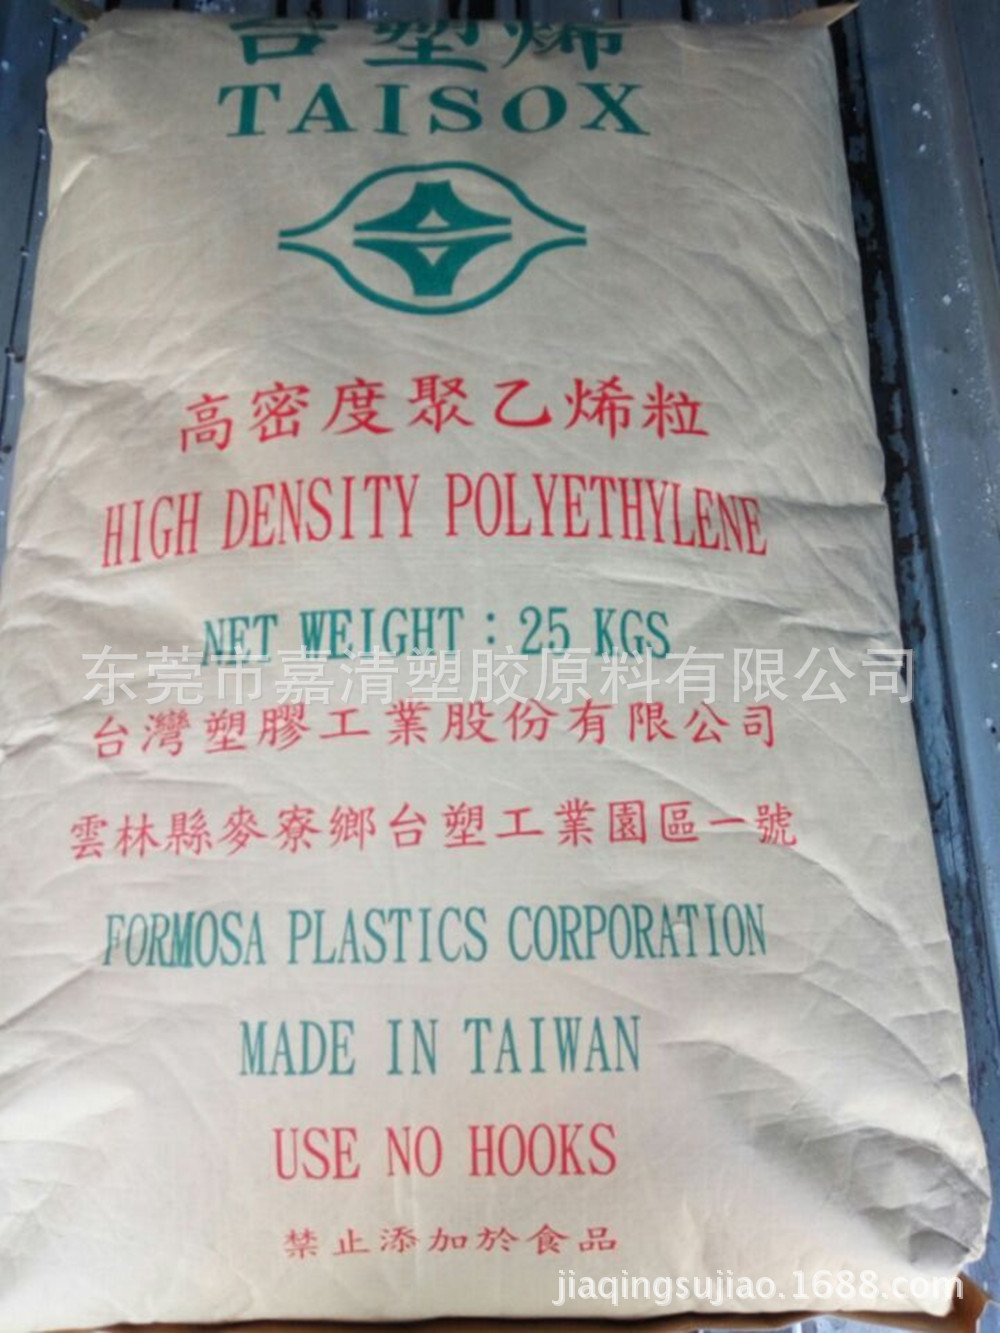 台塑烯
TAISOX
高密度聚乙烯粒
HIGH DENSITY POLYETHYLENE
NET WEIGHT：25 KGS
东莞市嘉清塑胶原料有限公司
台灣塑膠工業股份有限公司
雲林縣麥寮鄉台塑工業園區一號
FORMOSA PLASTICS CORPORATION
MADE IN TAIWAN
USE NO HOOKS
禁止添加於食品
jiaqingsujiao.1688.com